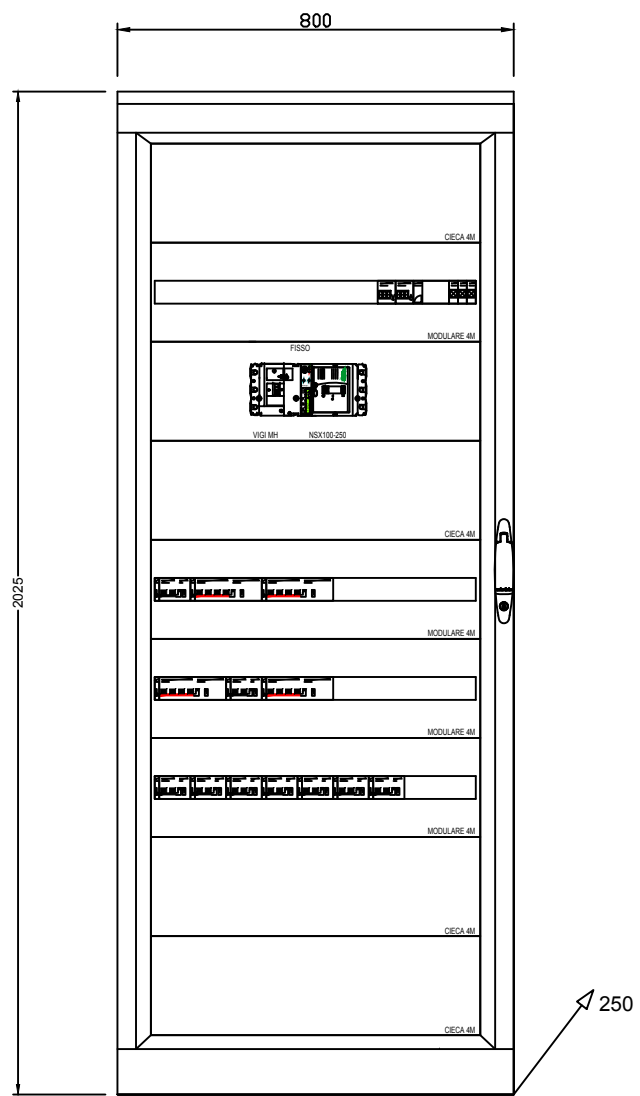 800
CIECA 4M
MODULARE 4M
FISSO
VIGI MH NSX100-250
CIECA 4M
2025
MODULARE 4M
MODULARE 4M
MODULARE 4M
CIECA 4M
250
CIECA 4M